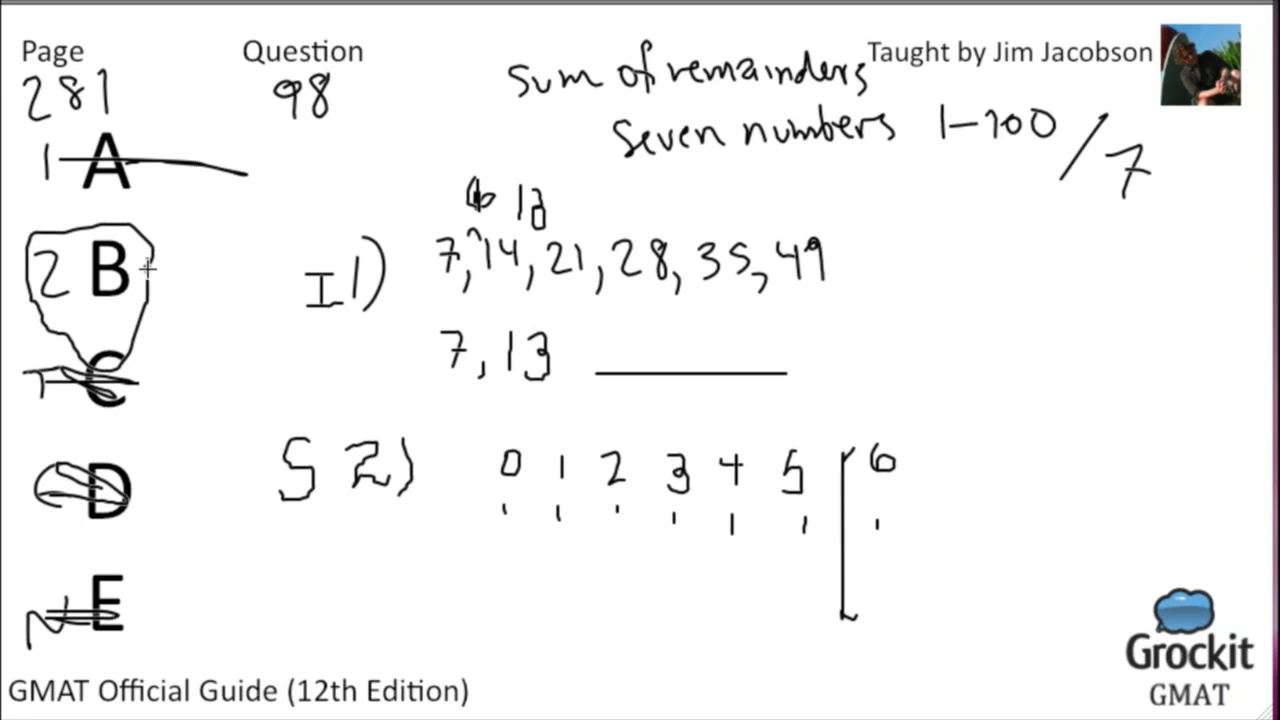 Page Question Taught by Jim Jacobson
281 98 sum of remainders
seven numbers 1-100 / 7
1 A
13
2 B
I 1) 7, 14, 21, 28, 35, 49
7, 13
C
S 2) 0 1 2 3 4 5 6
D
E
Grockit
GMAT
GMAT Official Guide (12th Edition)